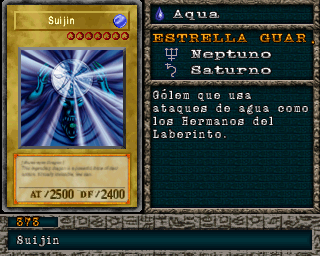 Suijin
AT/2500 DF/2400
Aqua
ESTRELLA GUAR.
Neptuno
Saturno
Gólem que usa
ataques de agua como
los Hermanos del
Laberinto.
373
Suijin